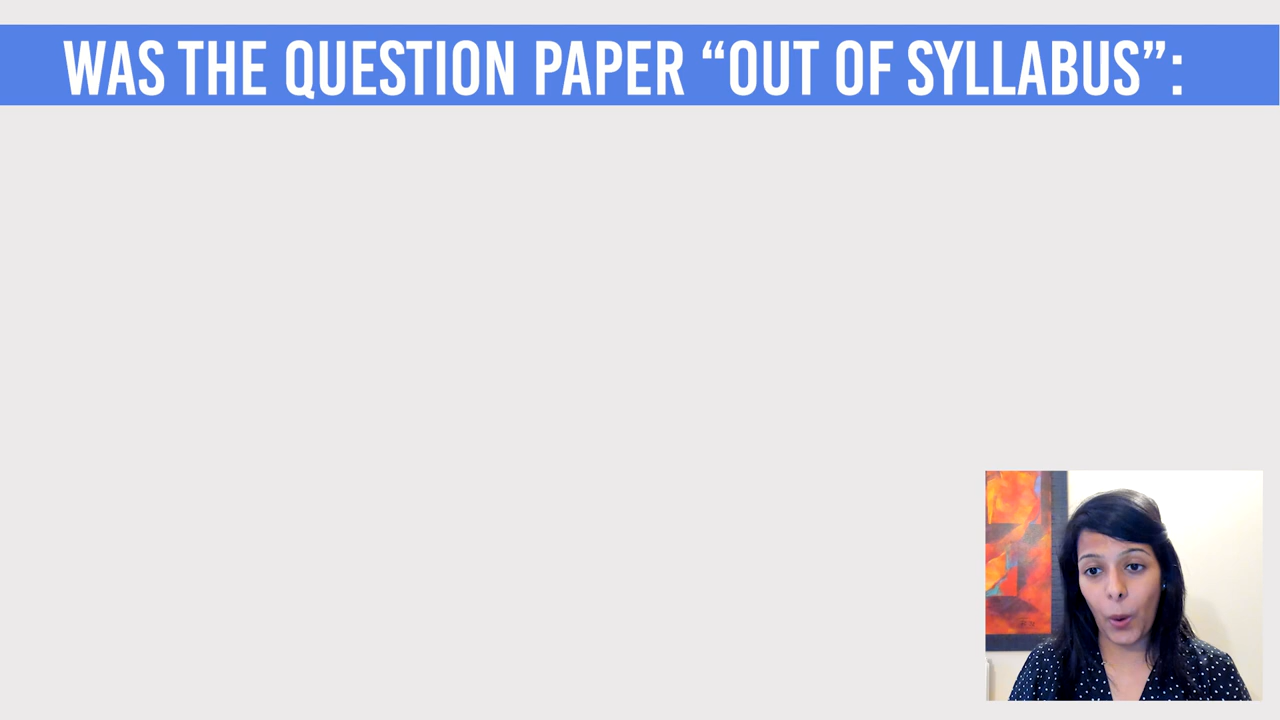 WAS THE QUESTION PAPER “OUT OF SYLLABUS”: